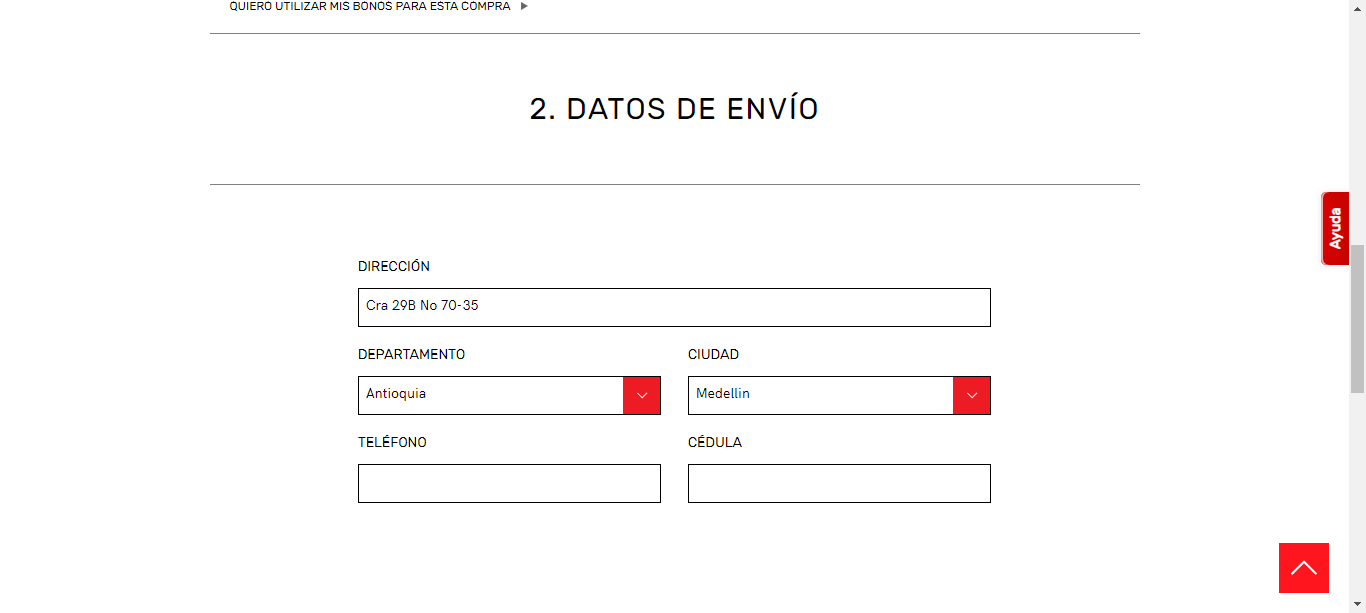 QUIERO UTILIZAR MIS BONOS PARA ESTA COMPRA
2. DATOS DE ENVÍO
Ayuda
DIRECCIÓN
Cra 29B No 70-35
DEPARTAMENTO CIUDAD
Antioquia Medellin
TELÉFONO CÉDULA